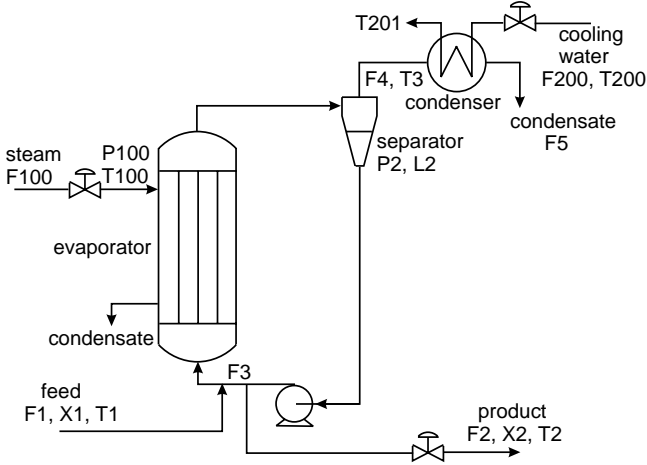 T201
cooling
water
F200, T200
F4, T3
condenser
condensate
F5
separator
P2, L2
steam
F100
P100
T100
evaporator
condensate
F3
feed
F1, X1, T1
product
F2, X2, T2